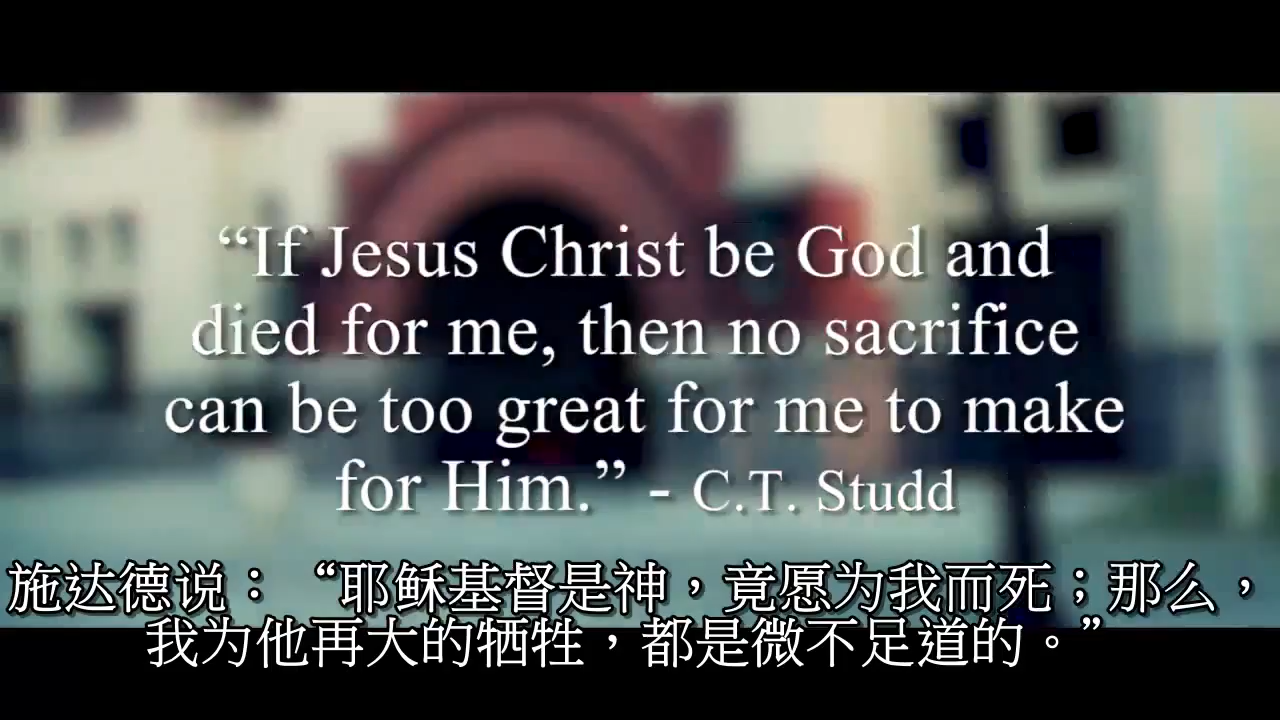 “If Jesus Christ be God and
died for me, then no sacrifice
can be too great for me to make
for Him.” - C.T. Studd
施达德说：“耶稣基督是神，竟愿为我而死；那么，
我为他再大的牺牲，都是微不足道的。”